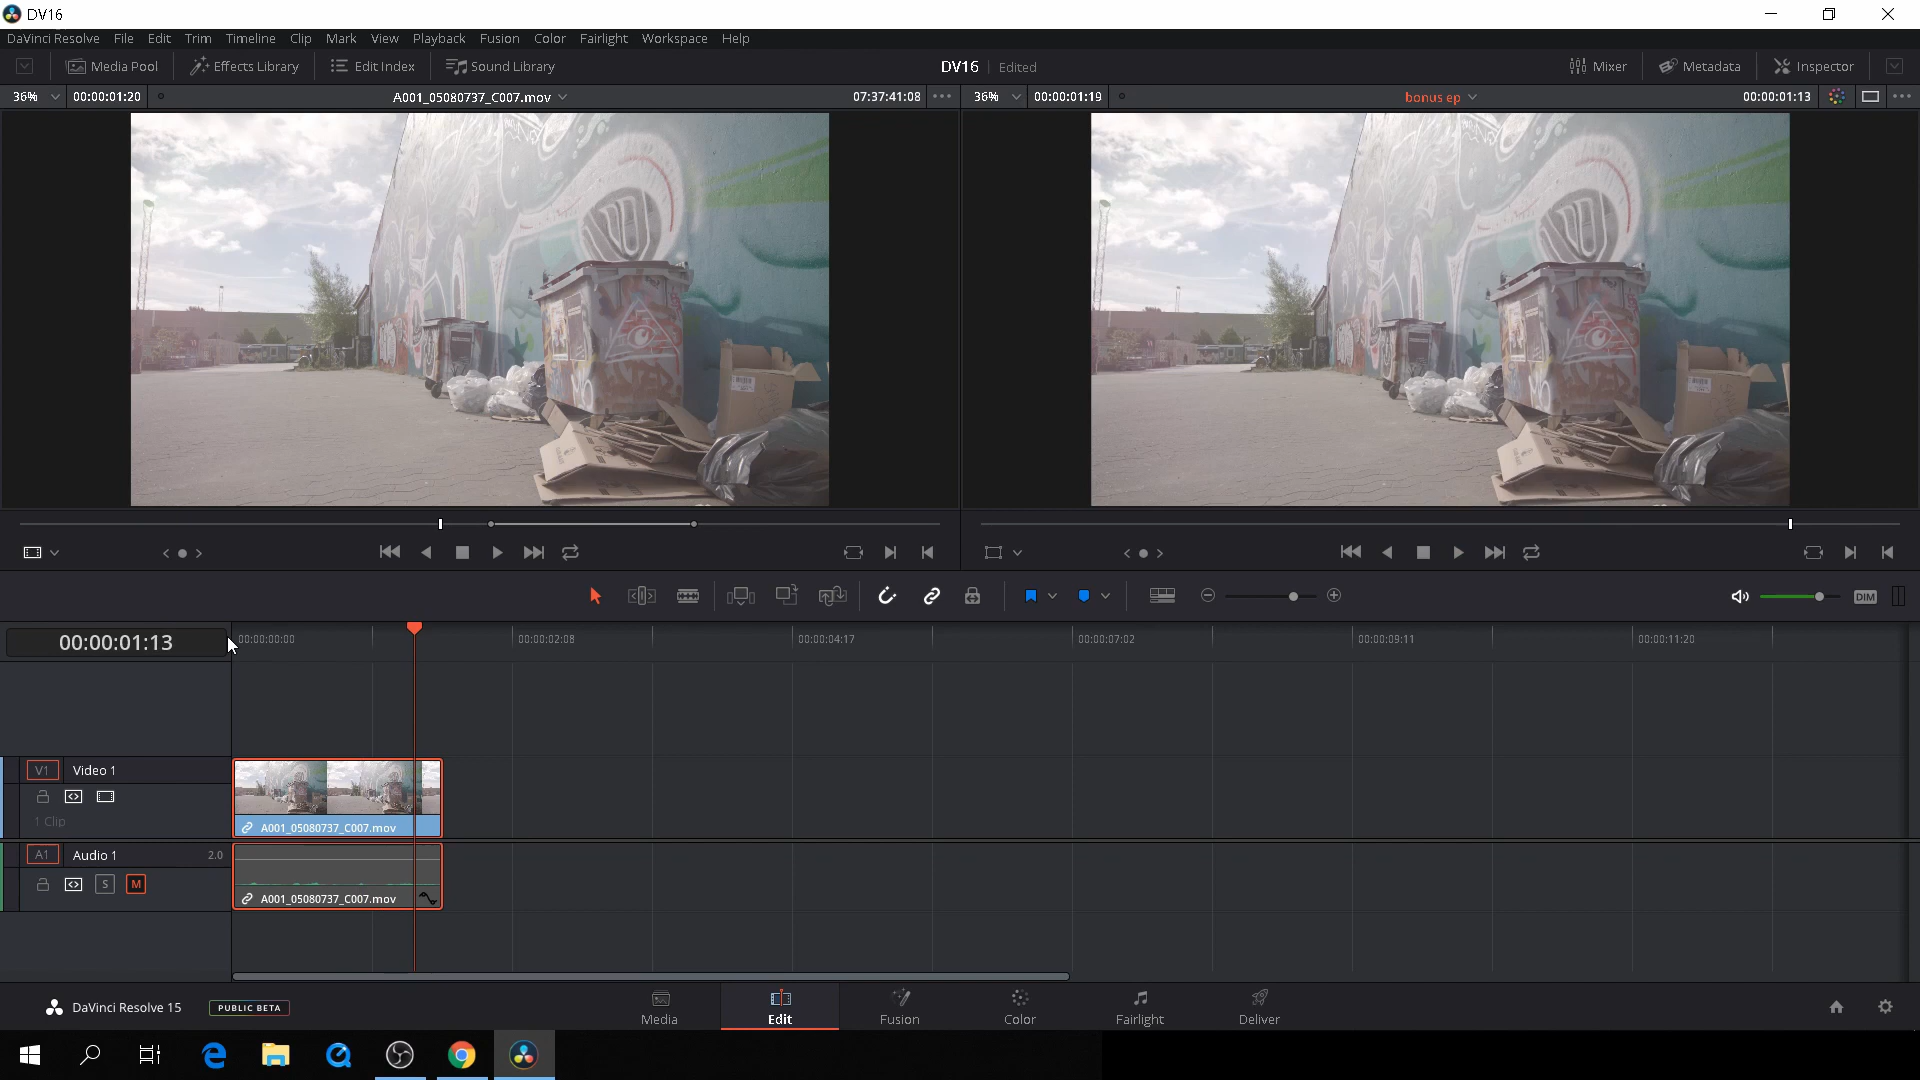 DV16
DaVinci Resolve File Edit Trim Timeline Clip Mark View Playback Fusion Color Fairlight Workspace Help
Media Pool Effects Library Edit Index Sound Library DV16 Edited Mixer Metadata Inspector
36% 00:00:01:20 A001_05080737_C007.mov 07:37:41:08 36% 00:00:01:19 bonus ep 00:00:01:13
DIM
00:00:01:13 00:00:00:00 00:00:02:08 00:00:04:17 00:00:07:02 00:00:09:11 00:00:11:20
V1 Video 1
1 Clip
A001_05080737_C007.mov
A1 Audio 1 2.0
S M
A001_05080737_C007.mov
DaVinci Resolve 15 PUBLIC BETA
Media Edit Fusion Color Fairlight Deliver